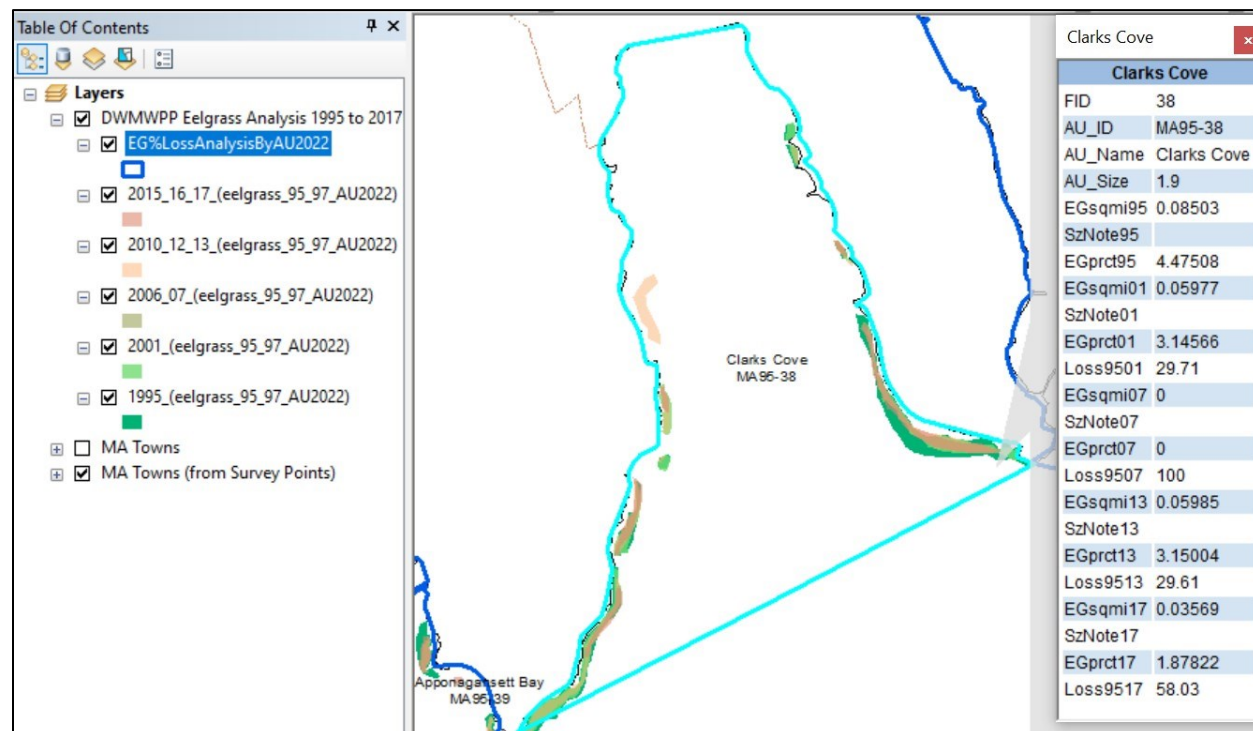 Table Of Contents
Layers
DWMWPP Eelgrass Analysis 1995 to 2017
EG%LossAnalysisByAU2022
2015_16_17_(eelgrass_95_97_AU2022)
2010_12_13_(eelgrass_95_97_AU2022)
2006_07_(eelgrass_95_97_AU2022)
2001_(eelgrass_95_97_AU2022)
1995_(eelgrass_95_97_AU2022)
MA Towns
MA Towns (from Survey Points)
Clarks Cove
MA95-38
Apponagansett Bay
MA95-39
Clarks Cove
Clarks Cove
FID 38
AU_ID MA95-38
AU_Name Clarks Cove
AU_Size 1.9
EGsqmi95 0.08503
SzNote95
EGprct95 4.47508
EGsqmi01 0.05977
SzNote01
EGprct01 3.14566
Loss9501 29.71
EGsqmi07 0
SzNote07
EGprct07 0
Loss9507 100
EGsqmi13 0.05985
SzNote13
EGprct13 3.15004
Loss9513 29.61
EGsqmi17 0.03569
SzNote17
EGprct17 1.87822
Loss9517 58.03